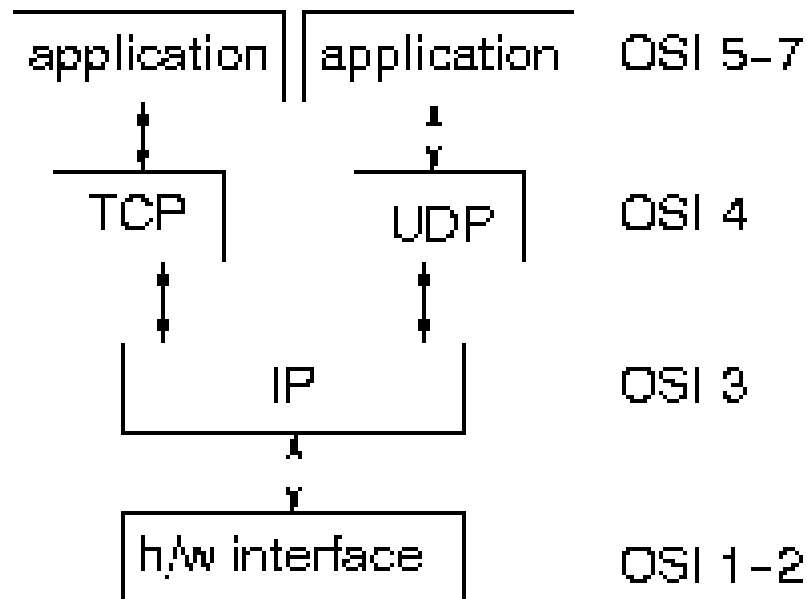 application application OSI 5-7
TCP UDP OSI 4
IP OSI 3
h/w interface OSI 1-2